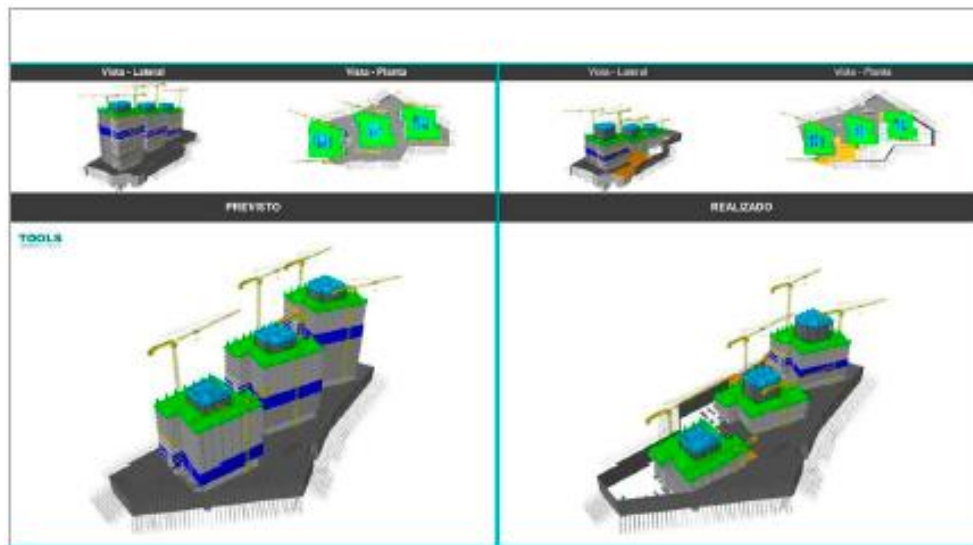 Vista - Lateral
Vista - Planta
Vista - Lateral
Vista - Planta
PREVISTO
REALIZADO
TOOLS